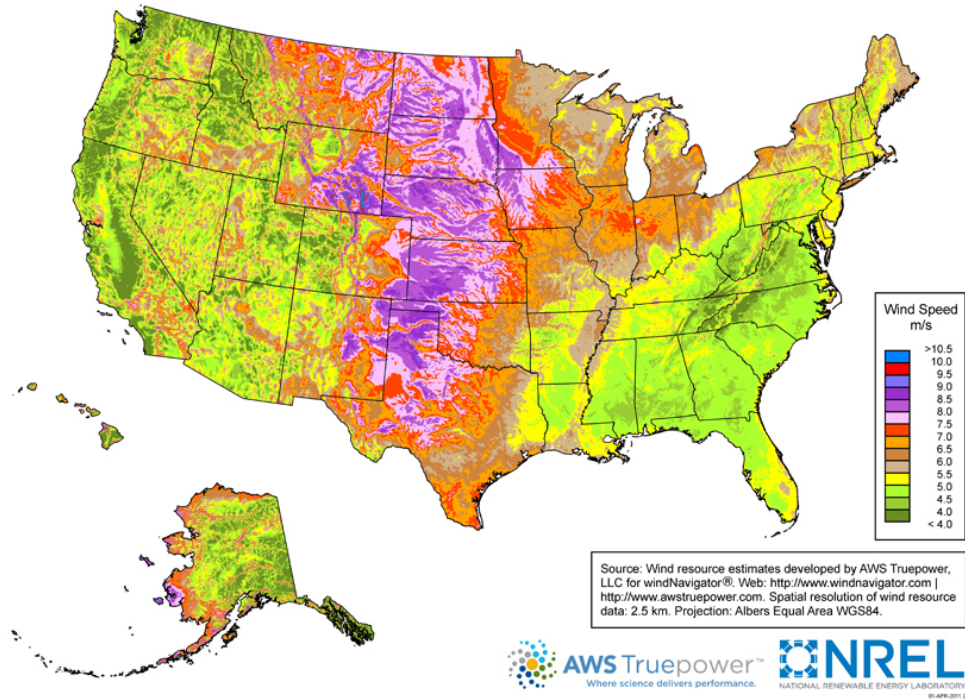 Wind Speed
m/s
>10.5
10.0
9.5
9.0
8.5
8.0
7.5
7.0
6.5
6.0
5.5
5.0
4.5
4.0
< 4.0
Source: Wind resource estimates developed by AWS Truepower,
LLC for windNavigator®. Web: http://www.windnavigator.com |
http://www.awstruepower.com. Spatial resolution of wind resource
data: 2.5 km. Projection: Albers Equal Area WGS84.
AWS Truepower™
Where science delivers performance.
NREL
NATIONAL RENEWABLE ENERGY LABORATORY